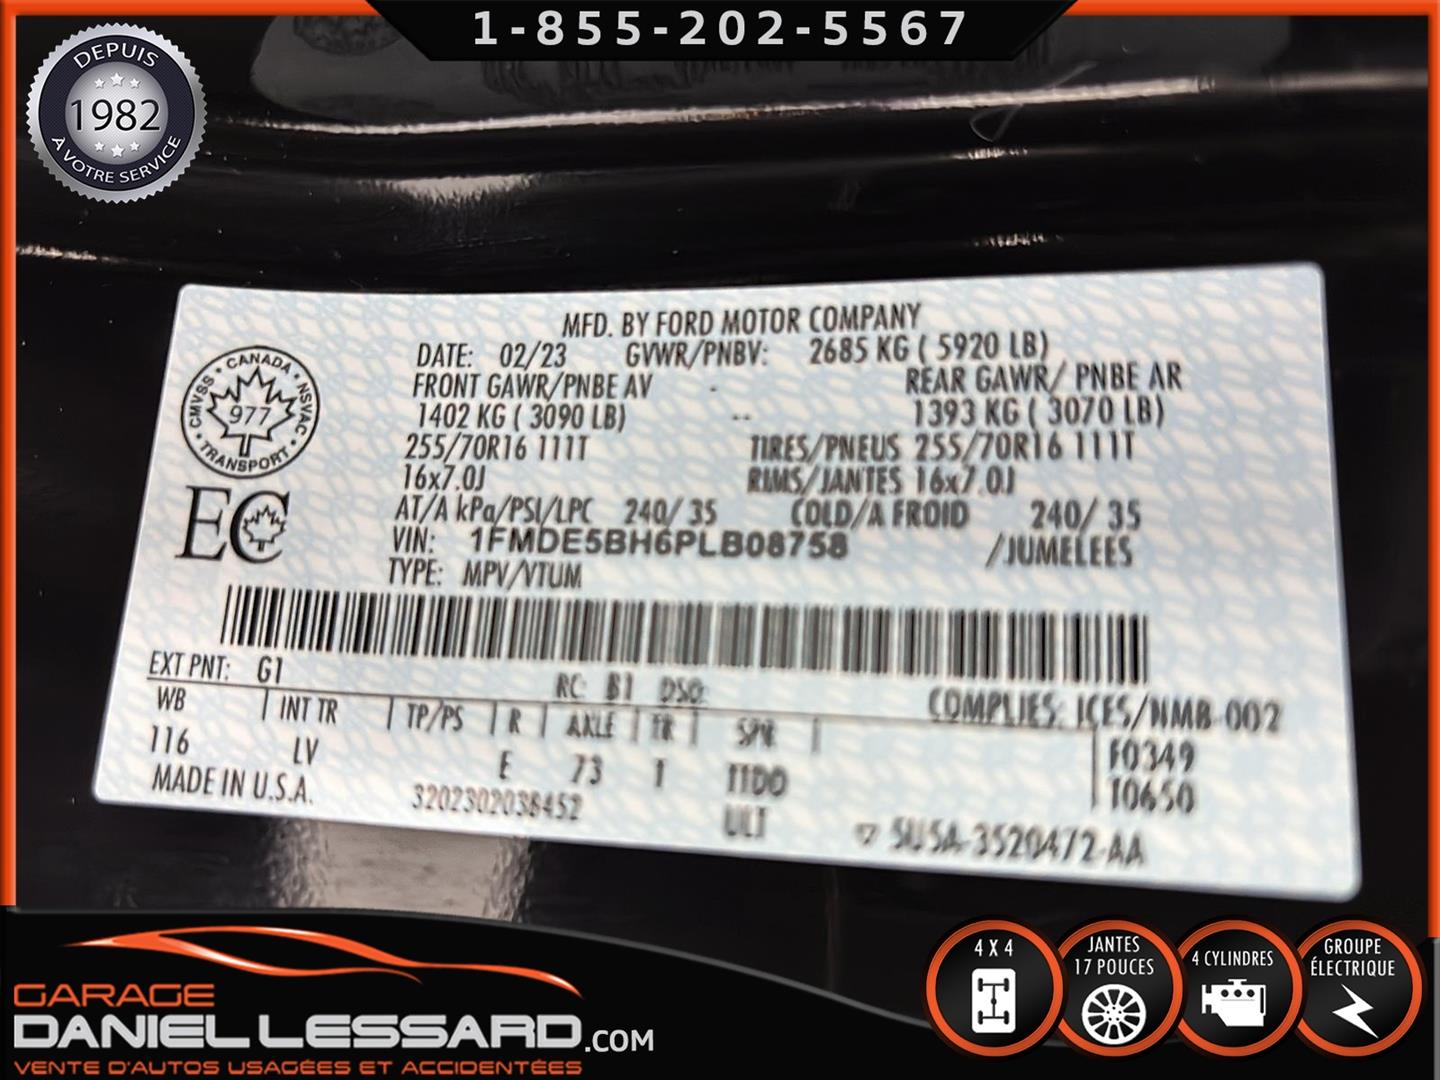 1-855-202-5567
DEPUIS
1982
À VOTRE SERVICE
MFD. BY FORD MOTOR COMPANY
DATE: 02/23 GVWR/PNBV: 2685 KG ( 5920 LB)
FRONT GAWR/PNBE AV REAR GAWR/ PNBE AR
1402 KG ( 3090 LB) 1393 KG ( 3070 LB)
255/70R16 111T TIRES/PNEUS 255/70R16 111T
16x7.0J RIMS/JANTES 16x7.0J
AT/A kPa/PSI/LPC 240/ 35 COLD/A FROID 240/ 35
VIN: 1FMDE5BH6PLB08758 /JUMELEES
TYPE: MPV/VTUM
CANADA
CMVSS NSVAC
977
TRANSPORT
EC
EXT PNT: G1 RC: B1 DSO:
WB INT TR TP/PS R AXLE TR SPR COMPLIES: ICES/NMB-002
116 LV E 73 1 TTDO F0349
T0650
MADE IN U.S.A. 3202302038452 ULT 5U5A-3520472-AA
GARAGE
DANIEL LESSARD.COM
VENTE D'AUTOS USAGÉES ET ACCIDENTÉES
4 X 4
JANTES
17 POUCES
4 CYLINDRES
GROUPE
ÉLECTRIQUE